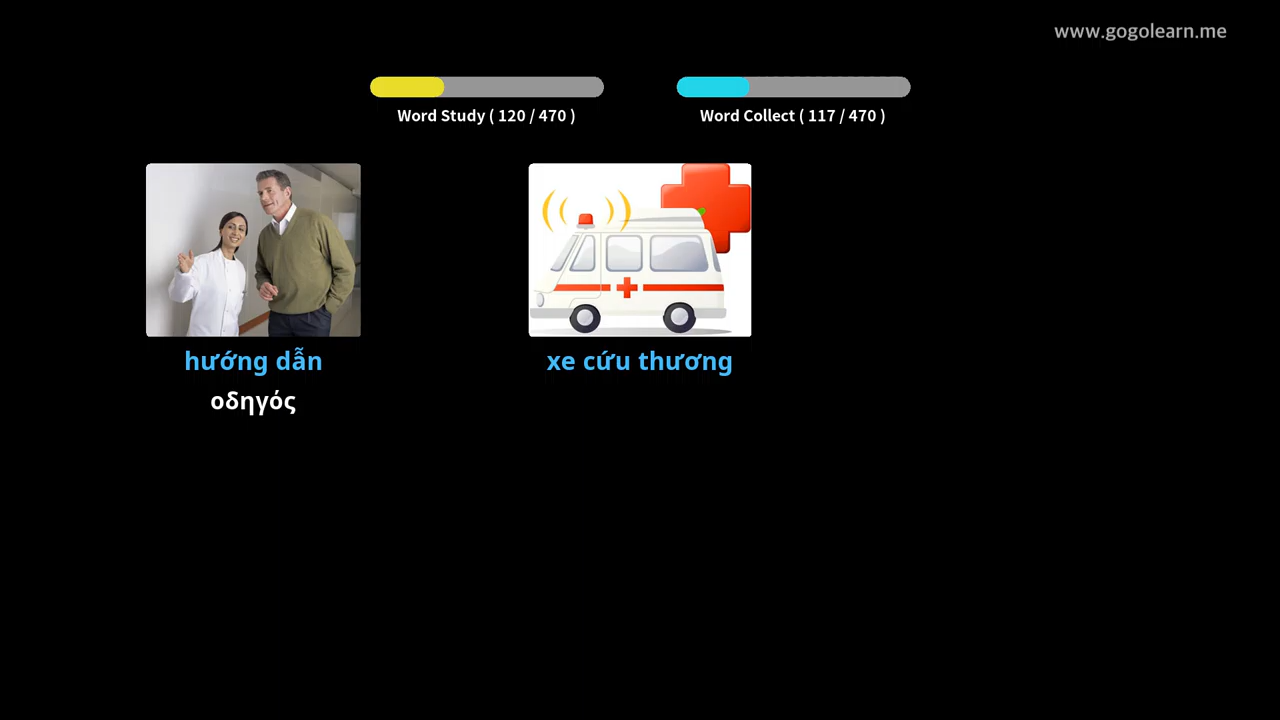 www.gogolearn.me
Word Study ( 120 / 470 )
Word Collect ( 117 / 470 )
hướng dẫn
οδηγός
xe cứu thương